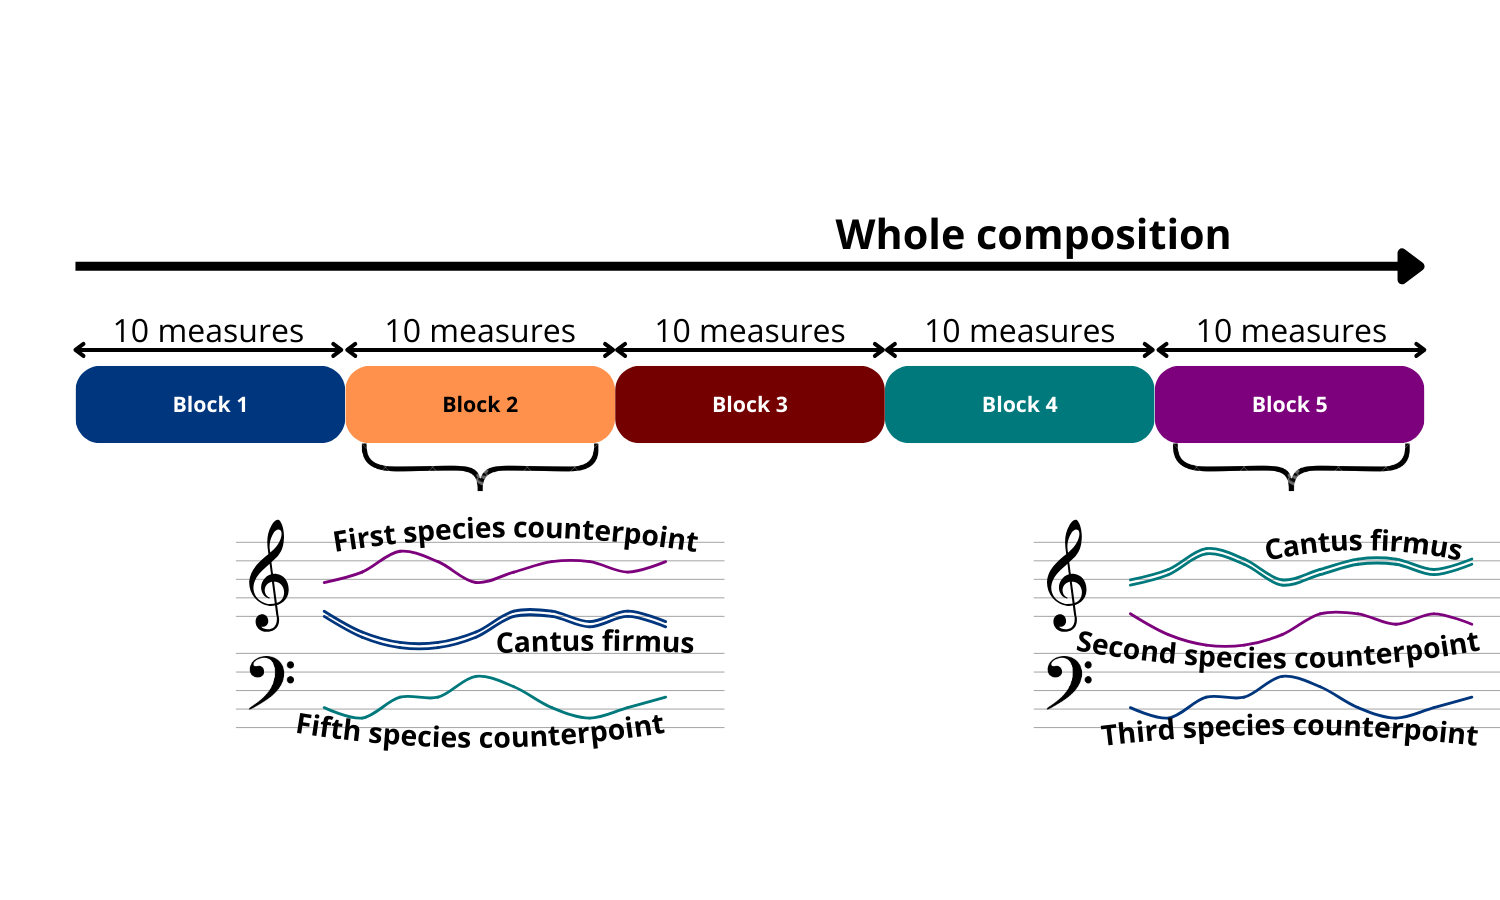 Whole composition
10 measures
10 measures
10 measures
10 measures
10 measures
Block 1
Block 2
Block 3
Block 4
Block 5
First species counterpoint
Cantus firmus
Fifth species counterpoint
Cantus firmus
Second species counterpoint
Third species counterpoint